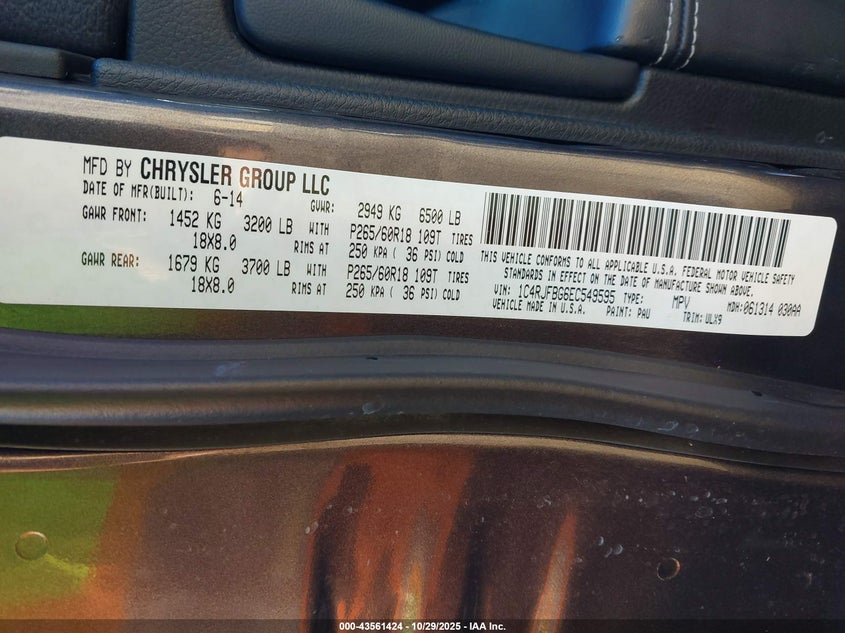 MFD BY CHRYSLER GROUP LLC
DATE OF MFR(BUILT): 6-14 GVWR: 2949 KG 6500 LB
GAWR FRONT: 1452 KG 3200 LB WITH P265/60R18 109T TIRES
18X8.0 RIMS AT 250 KPA ( 36 PSI) COLD
GAWR REAR: 1679 KG 3700 LB WITH P265/60R18 109T TIRES
18X8.0 RIMS AT 250 KPA ( 36 PSI) COLD
THIS VEHICLE CONFORMS TO ALL APPLICABLE U.S.A. FEDERAL MOTOR VEHICLE SAFETY
STANDARDS IN EFFECT ON THE DATE OF MANUFACTURE SHOWN ABOVE.
VIN: 1C4RJFBG6EC549595 TYPE: MPV MDH:061314 030AA
VEHICLE MADE IN U.S.A. PAINT: PAU TRIM: ULX9
000-43561424 - 10/29/2025 - IAA Inc.